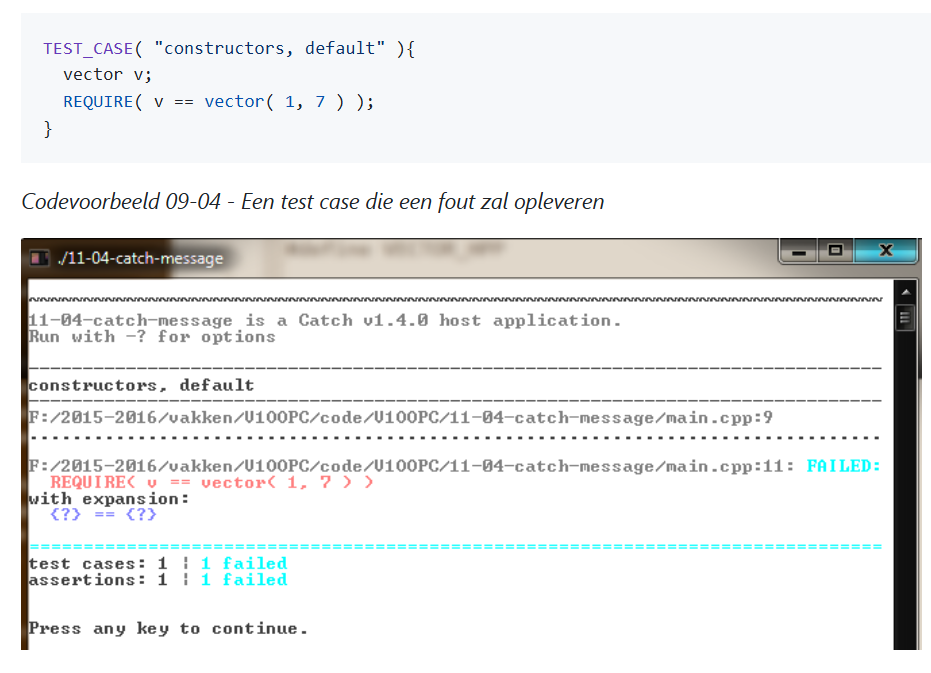 TEST_CASE( "constructors, default" ){
vector v;
REQUIRE( v == vector( 1, 7 ) );
}
Codevoorbeeld 09-04 - Een test case die een fout zal opleveren
./11-04-catch-message
#define VECTOR_HPP
~~~~~~~~~~~~~~~~~~~~~~~~~~~~~~~~~~~~~~~~~~~~~~~~~~~~~~~~~~~~~~~~~~~~~~~~~~~~~~~
11-04-catch-message is a Catch v1.4.0 host application.
Run with -? for options
-------------------------------------------------------------------------------
constructors, default
-------------------------------------------------------------------------------
F:/2015-2016/vakken/V1OOPC/code/V1OOPC/11-04-catch-message/main.cpp:9
...............................................................................
F:/2015-2016/vakken/V1OOPC/code/V1OOPC/11-04-catch-message/main.cpp:11: FAILED:
REQUIRE( v == vector( 1, 7 ) )
with expansion:
{?} == {?}
===============================================================================
test cases: 1 | 1 failed
assertions: 1 | 1 failed
Press any key to continue.